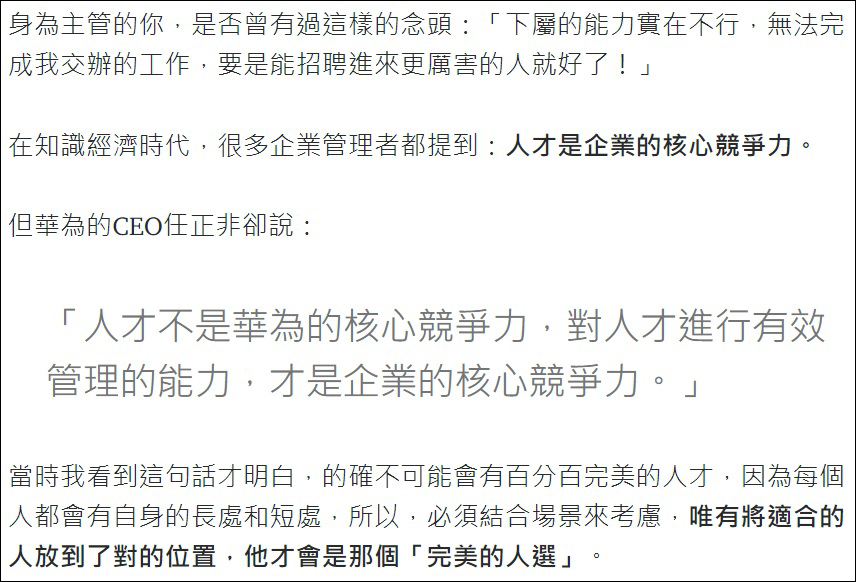 身為主管的你，是否曾有過這樣的念頭：「下屬的能力實在不行，無法完
成我交辦的工作，要是能招聘進來更厲害的人就好了！」
在知識經濟時代，很多企業管理者都提到：人才是企業的核心競爭力。
但華為的CEO任正非卻說：
「人才不是華為的核心競爭力，對人才進行有效
管理的能力，才是企業的核心競爭力。」
當時我看到這句話才明白，的確不可能會有百分百完美的人才，因為每個
人都會有自身的長處和短處，所以，必須結合場景來考慮，唯有將適合的
人放到了對的位置，他才會是那個「完美的人選」。